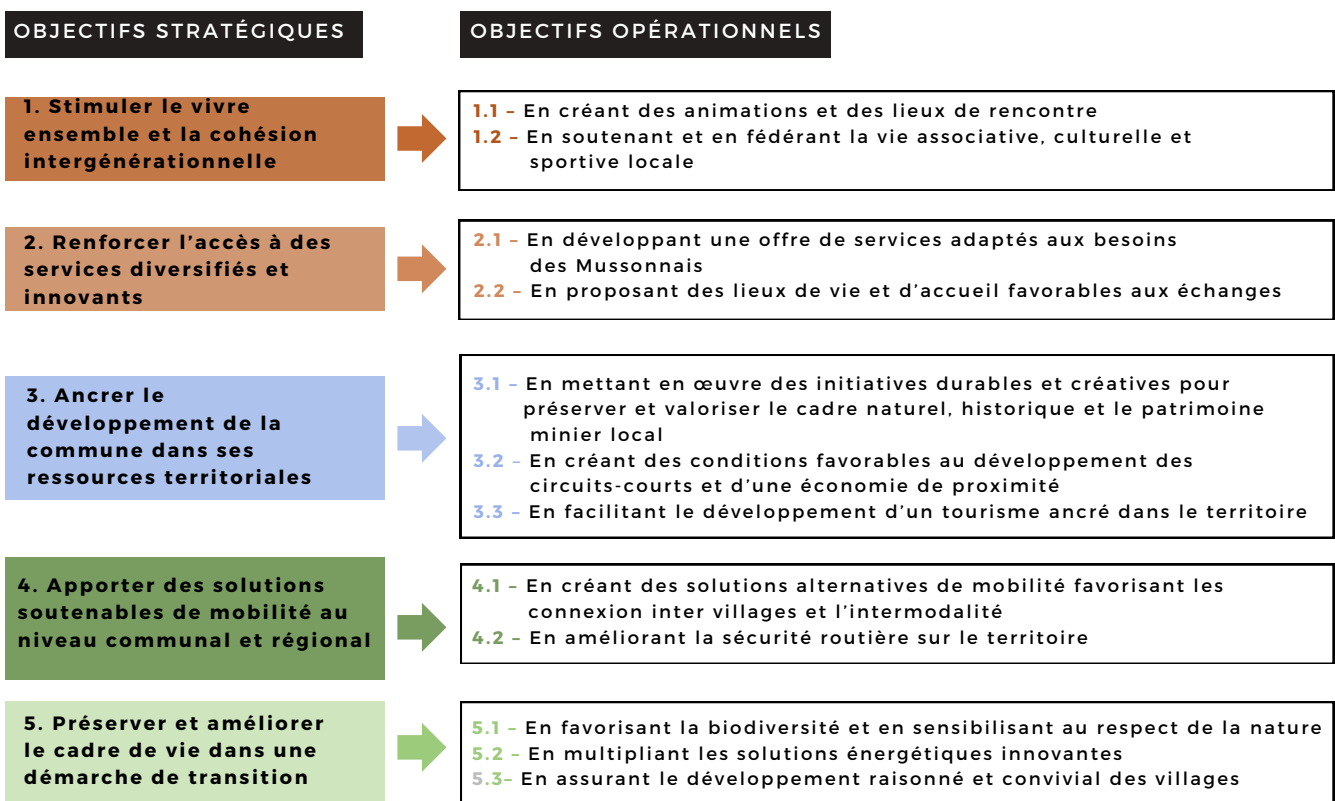 OBJECTIFS STRATÉGIQUES
OBJECTIFS OPÉRATIONNELS
1. Stimuler le vivre
ensemble et la cohésion
intergénérationnelle
1.1 – En créant des animations et des lieux de rencontre
1.2 – En soutenant et en fédérant la vie associative, culturelle et
sportive locale
2. Renforcer l’accès à des
services diversifiés et
innovants
2.1 – En développant une offre de services adaptés aux besoins
des Mussonnais
2.2 – En proposant des lieux de vie et d’accueil favorables aux échanges
3. Ancrer le
développement de la
commune dans ses
ressources territoriales
3.1 – En mettant en œuvre des initiatives durables et créatives pour
préserver et valoriser le cadre naturel, historique et le patrimoine
minier local
3.2 – En créant des conditions favorables au développement des
circuits-courts et d’une économie de proximité
3.3 – En facilitant le développement d’un tourisme ancré dans le territoire
4. Apporter des solutions
soutenables de mobilité au
niveau communal et régional
4.1 – En créant des solutions alternatives de mobilité favorisant les
connexion inter villages et l’intermodalité
4.2 – En améliorant la sécurité routière sur le territoire
5. Préserver et améliorer
le cadre de vie dans une
démarche de transition
5.1 – En favorisant la biodiversité et en sensibilisant au respect de la nature
5.2 – En multipliant les solutions énergétiques innovantes
5.3– En assurant le développement raisonné et convivial des villages